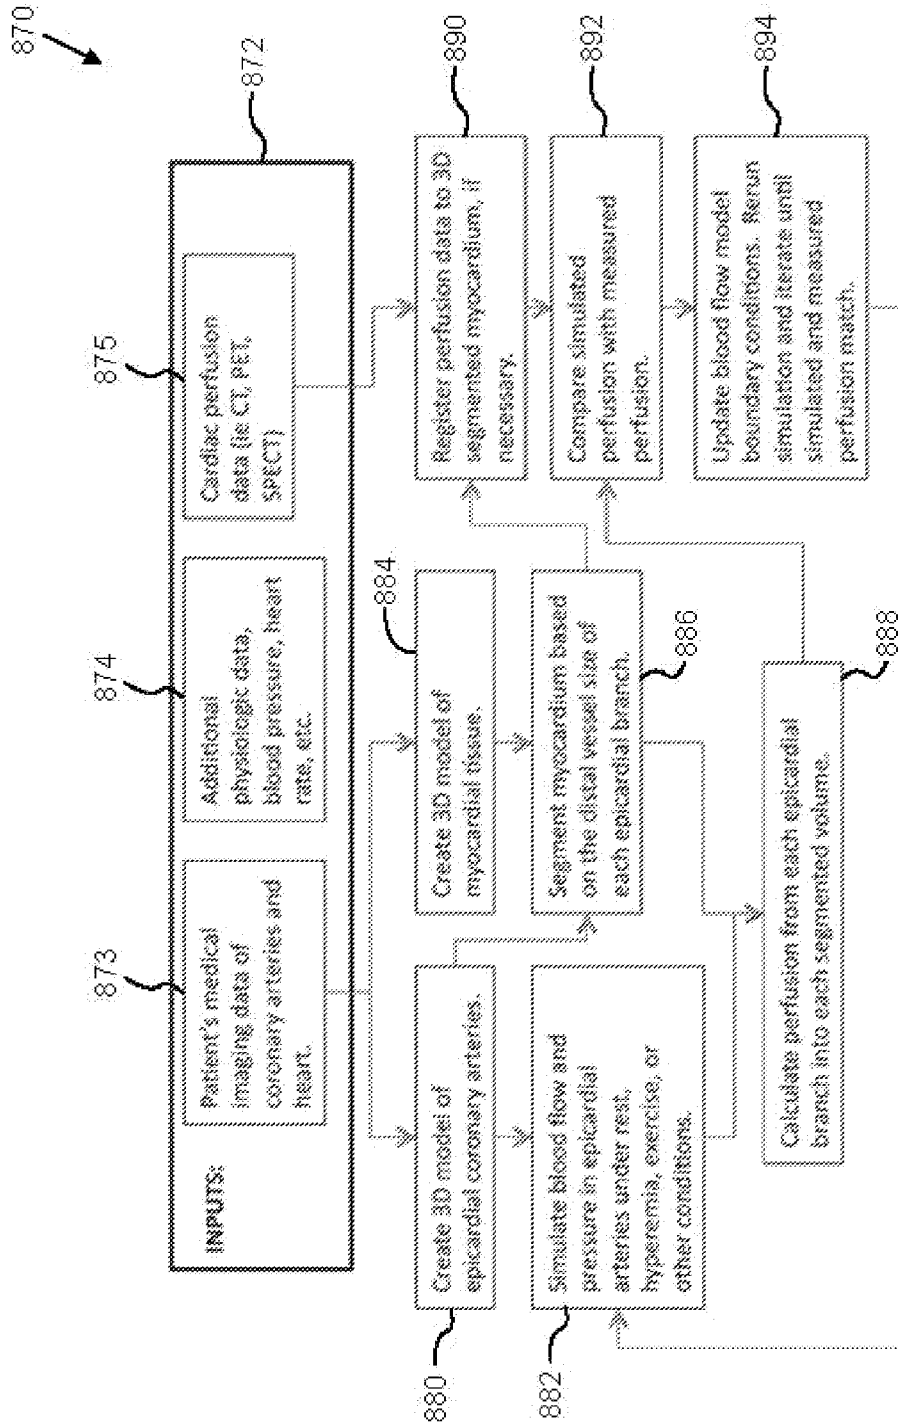 870
872
INPUTS:
873
Patient's medical
imaging data of
coronary arteries and
heart.
874
Additional
physiologic data,
blood pressure, heart
rate, etc.
875
Cardiac perfusion
data (ie CT, PET,
SPECT)
880
Create 3D model of
epicardial coronary arteries.
884
Create 3D model of
myocardial tissue.
890
Register perfusion data to 3D
segmented myocardium, if
necessary.
882
Simulate blood flow and
pressure in epicardial
arteries under rest,
hyperemia, exercise, or
other conditions.
886
Segment myocardium based
on the distal vessel size of
each epicardial branch.
892
Compare simulated
perfusion with measured
perfusion.
888
Calculate perfusion from each epicardial
branch into each segmented volume.
894
Update blood flow model
boundary conditions. Rerun
simulation and iterate until
simulated and measured
perfusion match.